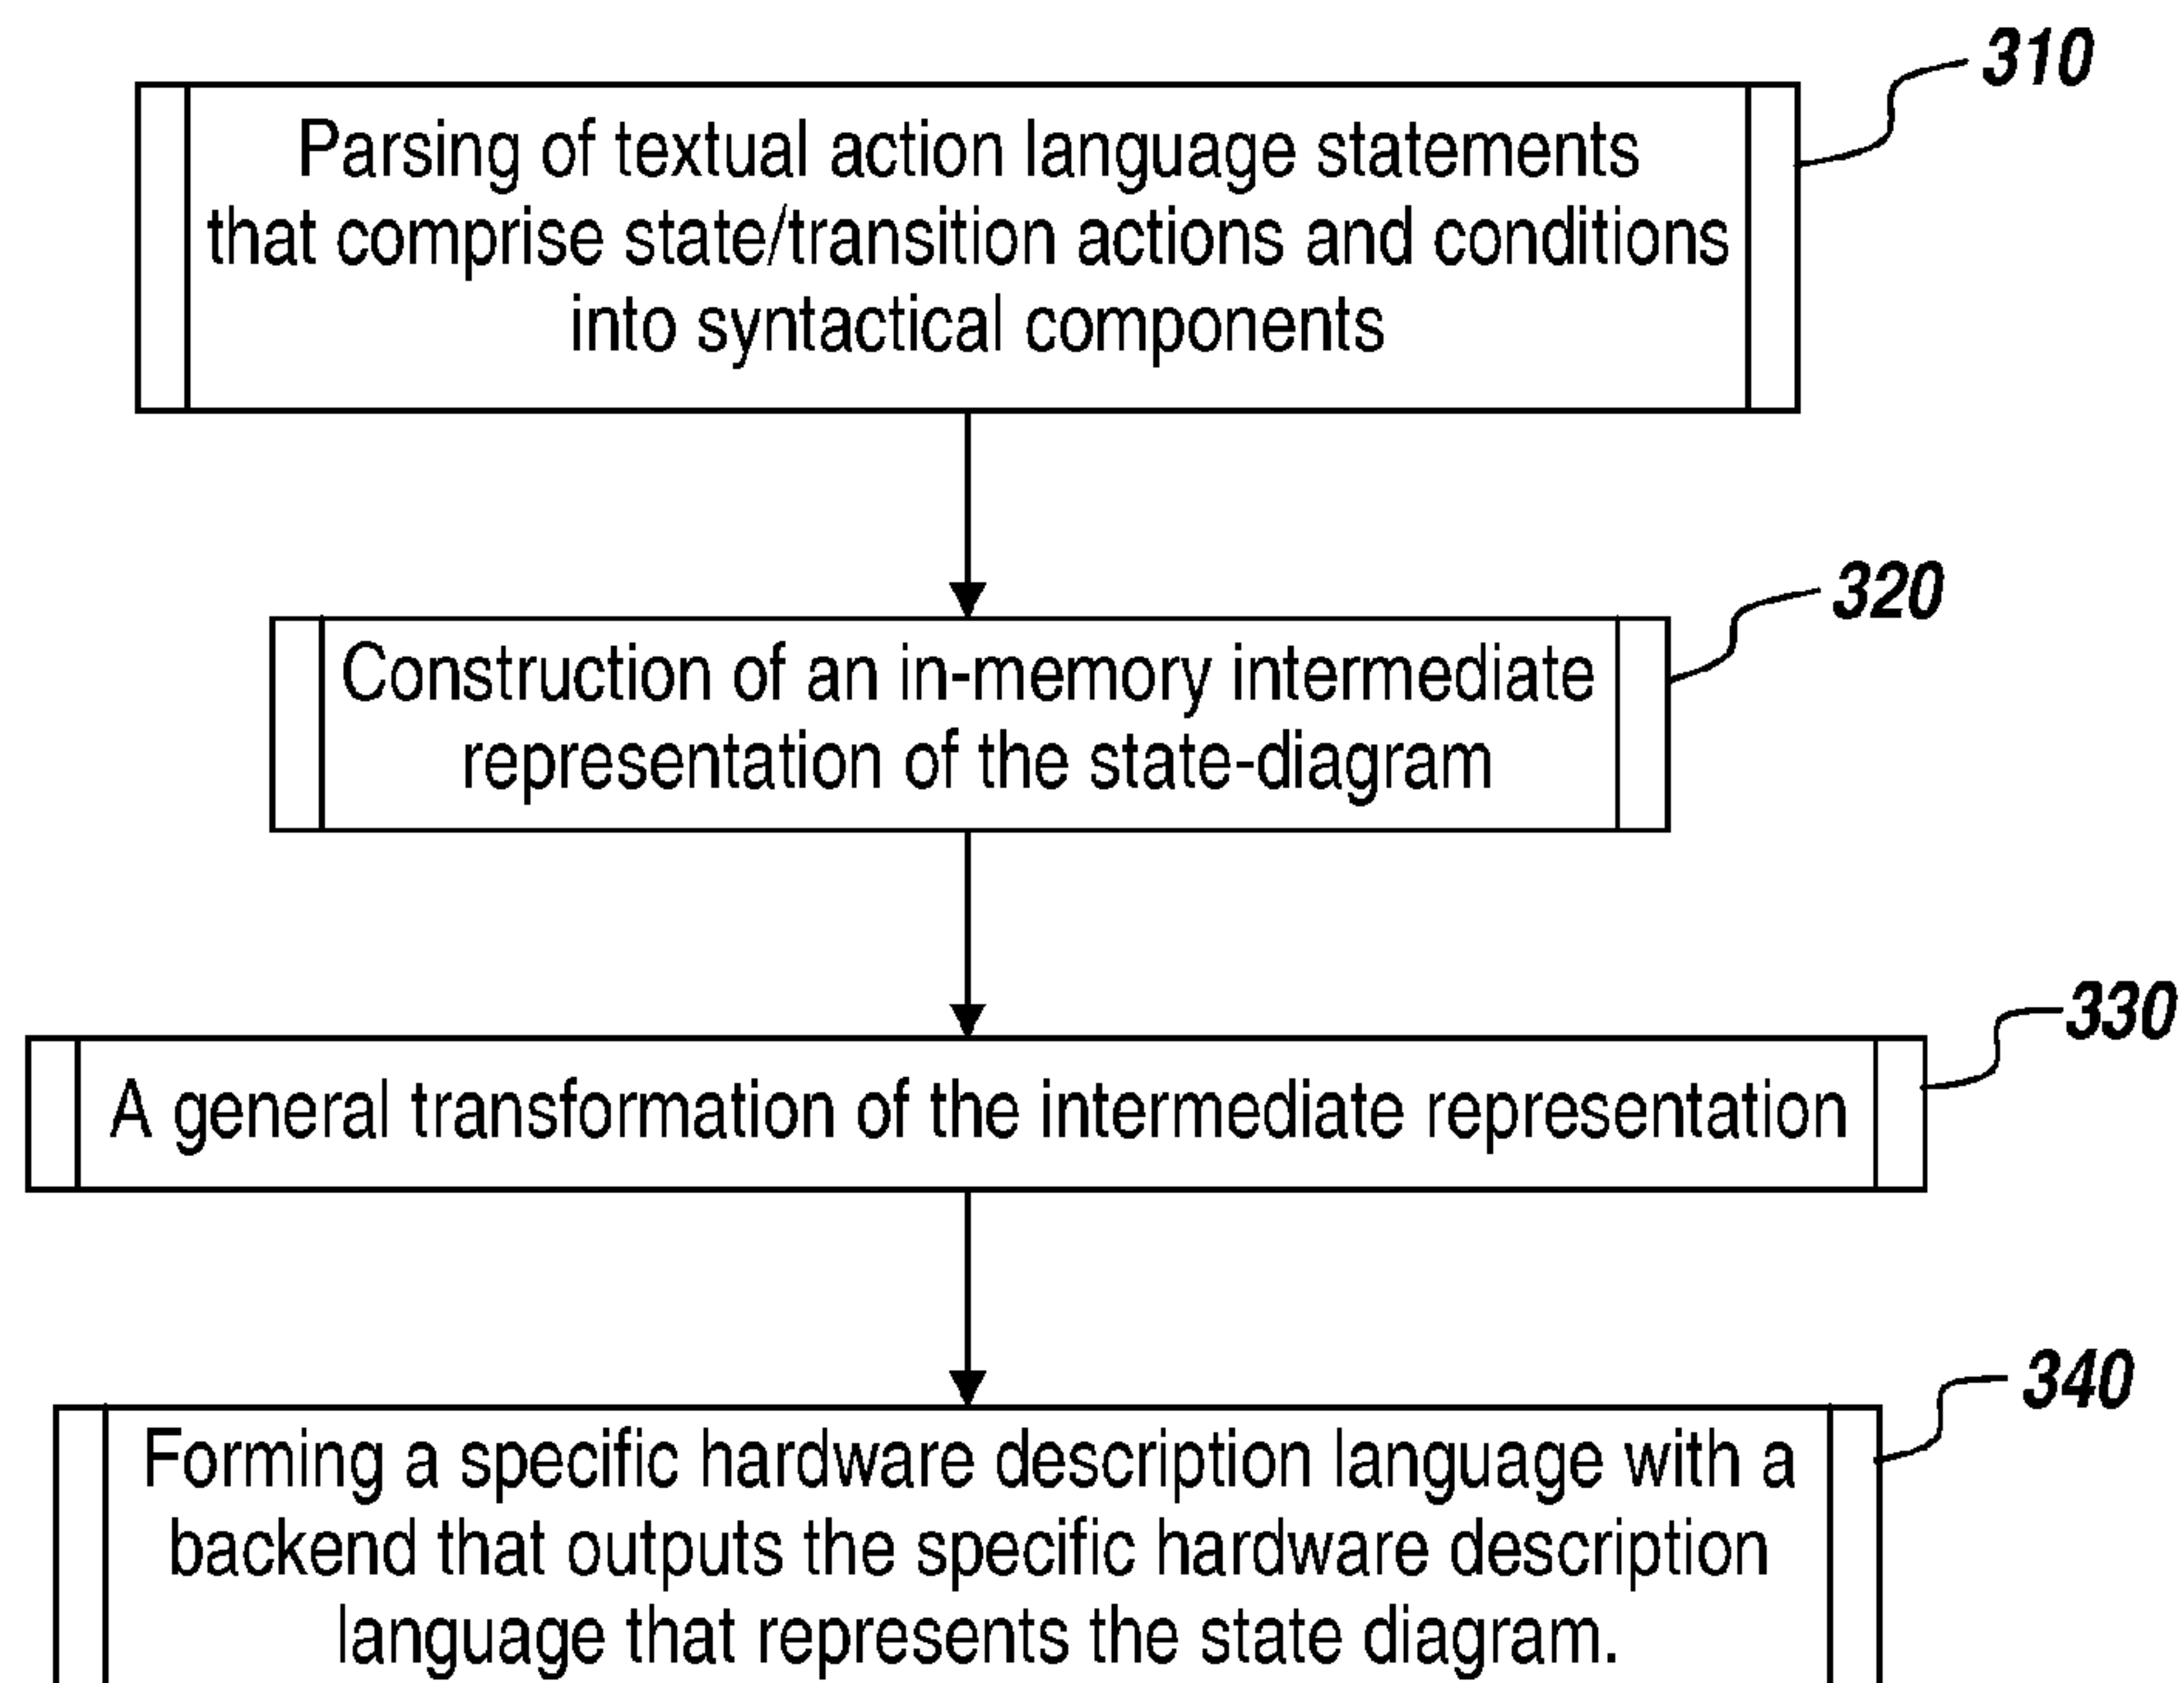 310
Parsing of textual action language statements
that comprise state/transition actions and conditions
into syntactical components
320
Construction of an in-memory intermediate
representation of the state-diagram
330
A general transformation of the intermediate representation
340
Forming a specific hardware description language with a
backend that outputs the specific hardware description
language that represents the state diagram.